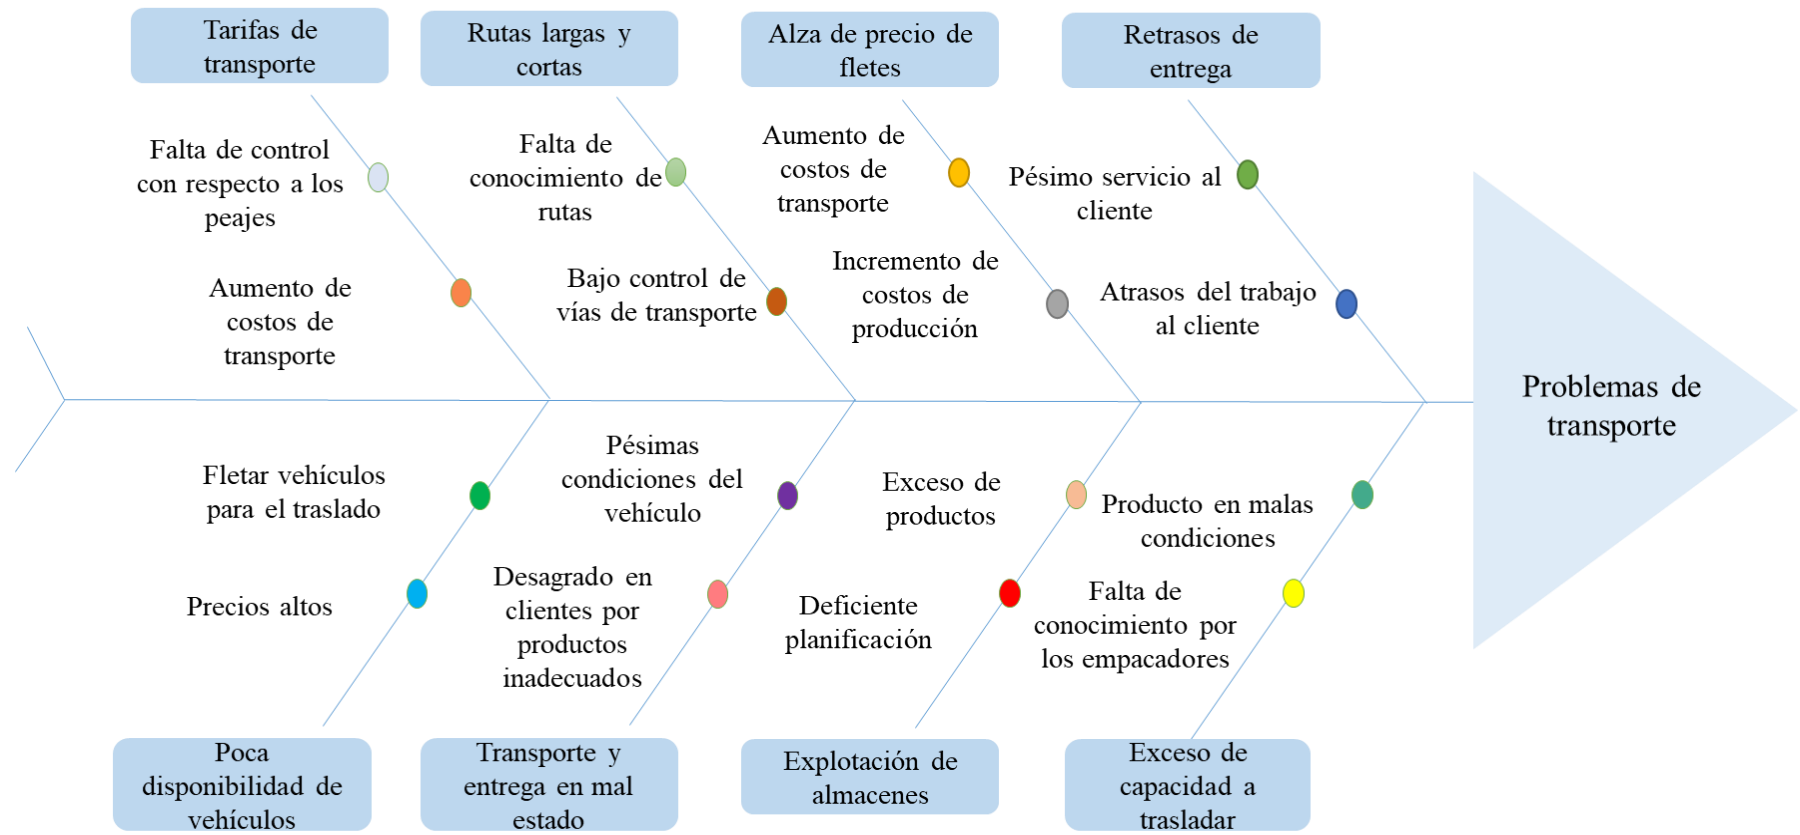 Tarifas de
transporte
Rutas largas y
cortas
Alza de precio de
fletes
Retrasos de
entrega
Falta de control
con respecto a los
peajes
Falta de
conocimiento de
rutas
Aumento de
costos de
transporte
Pésimo servicio al
cliente
Aumento de
costos de
transporte
Bajo control de
vías de transporte
Incremento de
costos de
producción
Atrasos del trabajo
al cliente
Problemas de
transporte
Fletar vehículos
para el traslado
Pésimas
condiciones del
vehículo
Exceso de
productos
Producto en malas
condiciones
Precios altos
Desagrado en
clientes por
productos
inadecuados
Deficiente
planificación
Falta de
conocimiento por
los empacadores
Poca
disponibilidad de
vehículos
Transporte y
entrega en mal
estado
Explotación de
almacenes
Exceso de
capacidad a
trasladar